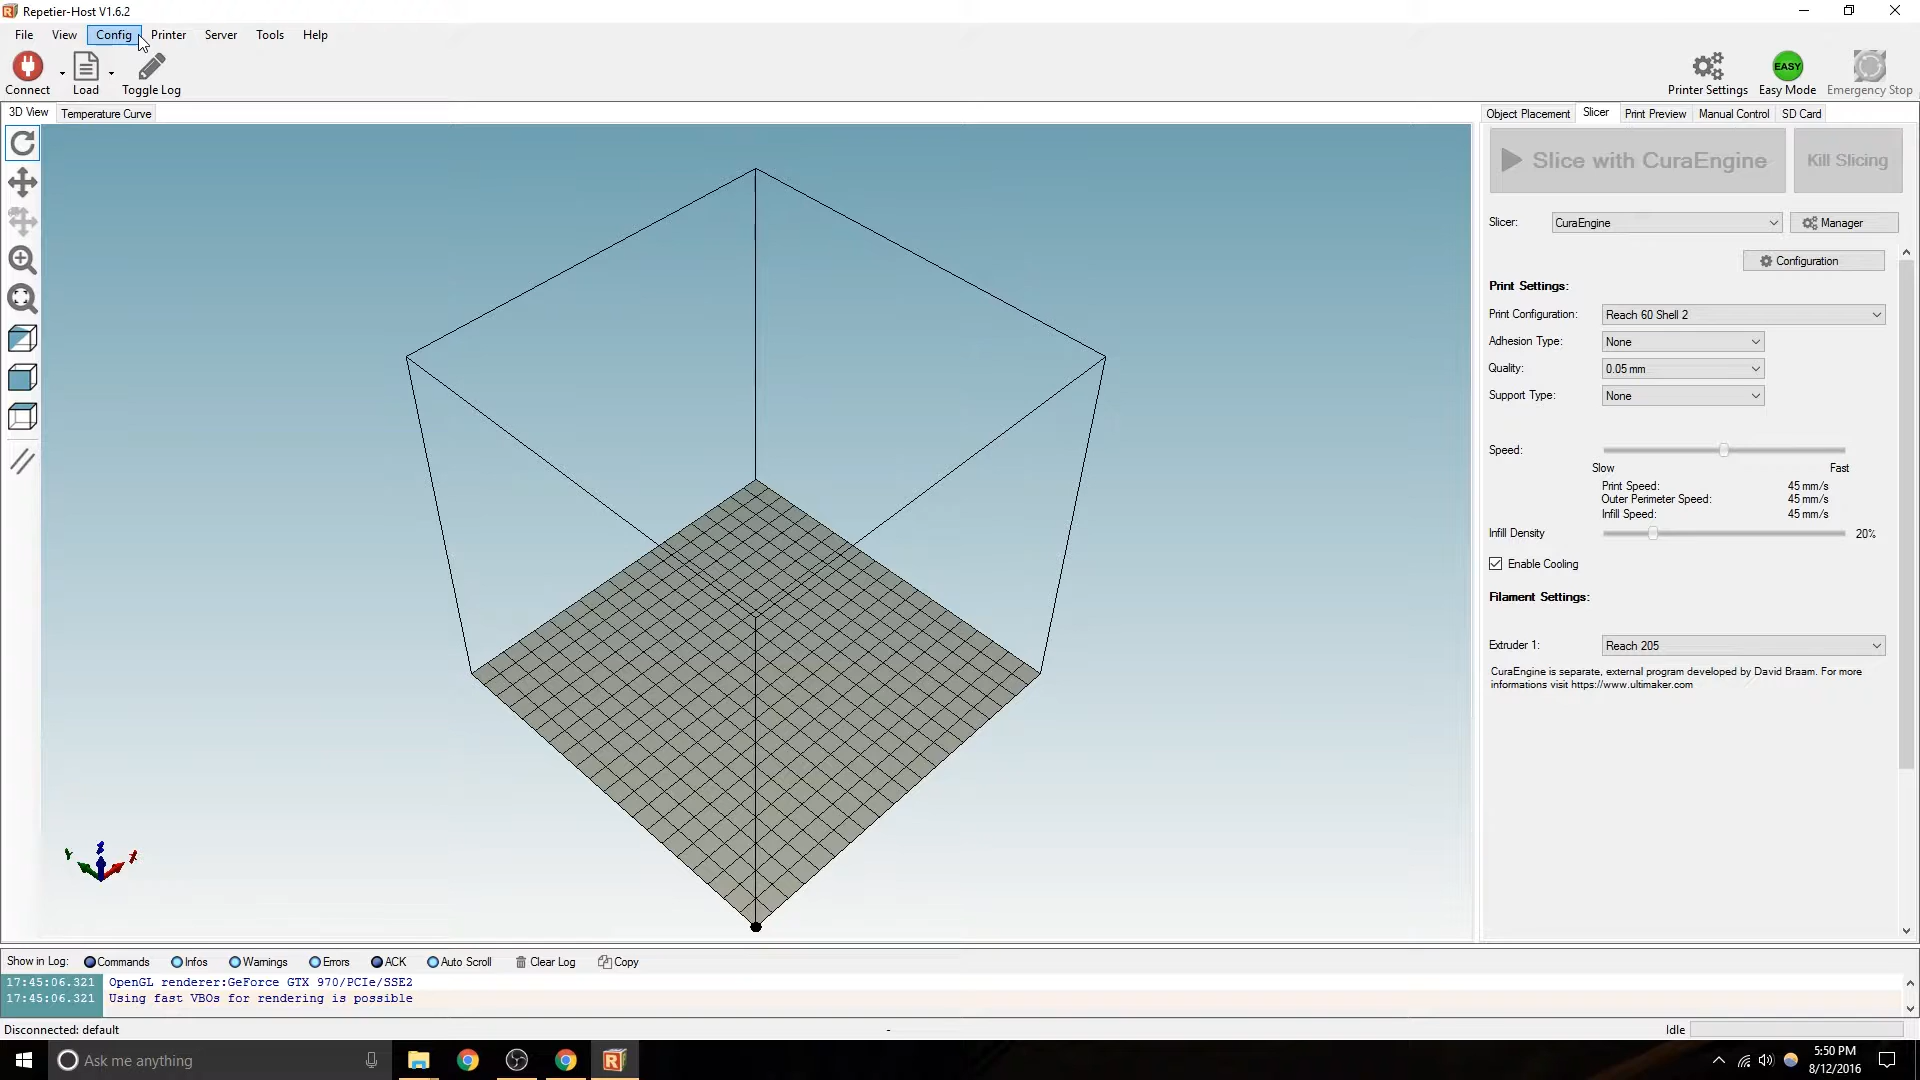 Repetier-Host V1.6.2
File View Config Printer Server Tools Help
Connect Load Toggle Log Printer Settings EASY Easy Mode Emergency Stop
3D View Temperature Curve
Object Placement Slicer Print Preview Manual Control SD Card
Slice with CuraEngine Kill Slicing
Slicer: CuraEngine Manager
Configuration
Print Settings:
Print Configuration: Reach 60 Shell 2
Adhesion Type: None
Quality: 0.05 mm
Support Type: None
Speed:
Slow Fast
Print Speed: 45 mm/s
Outer Perimeter Speed: 45 mm/s
Infill Speed: 45 mm/s
Infill Density 20%
Enable Cooling
Filament Settings:
Extruder 1: Reach 205
CuraEngine is separate, external program developed by David Braam. For more
informations visit https://www.ultimaker.com
Show in Log: Commands Infos Warnings Errors ACK Auto Scroll Clear Log Copy
17:45:06.321 OpenGL renderer:GeForce GTX 970/PCIe/SSE2
17:45:06.321 Using fast VBOs for rendering is possible
Disconnected: default - Idle
Ask me anything
5:50 PM
8/12/2016